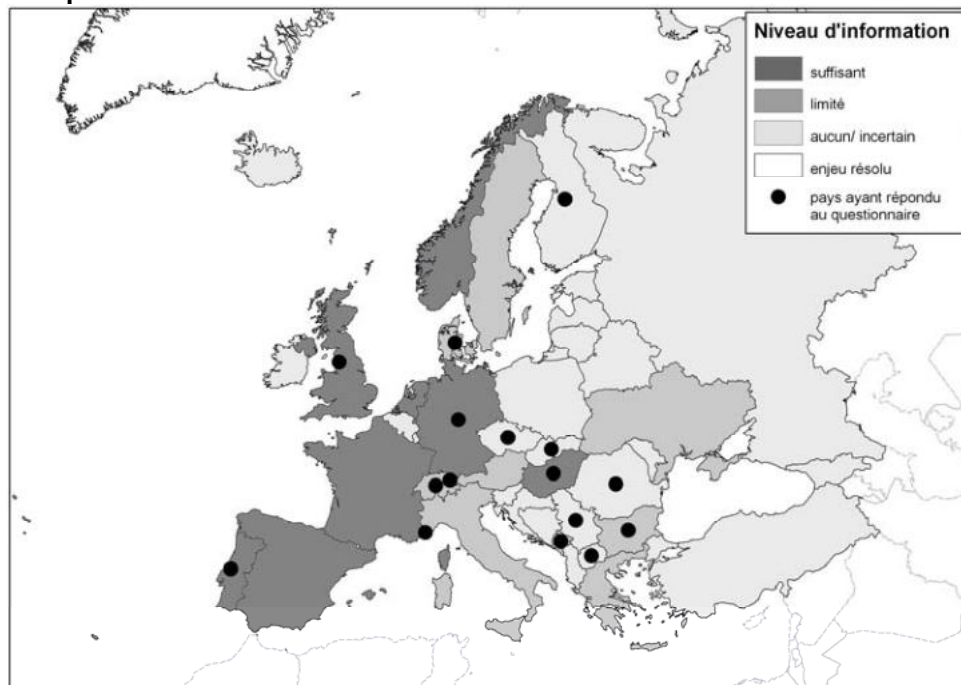 Niveau d'information
suffisant
limité
aucun/ incertain
enjeu résolu
pays ayant répondu
au questionnaire